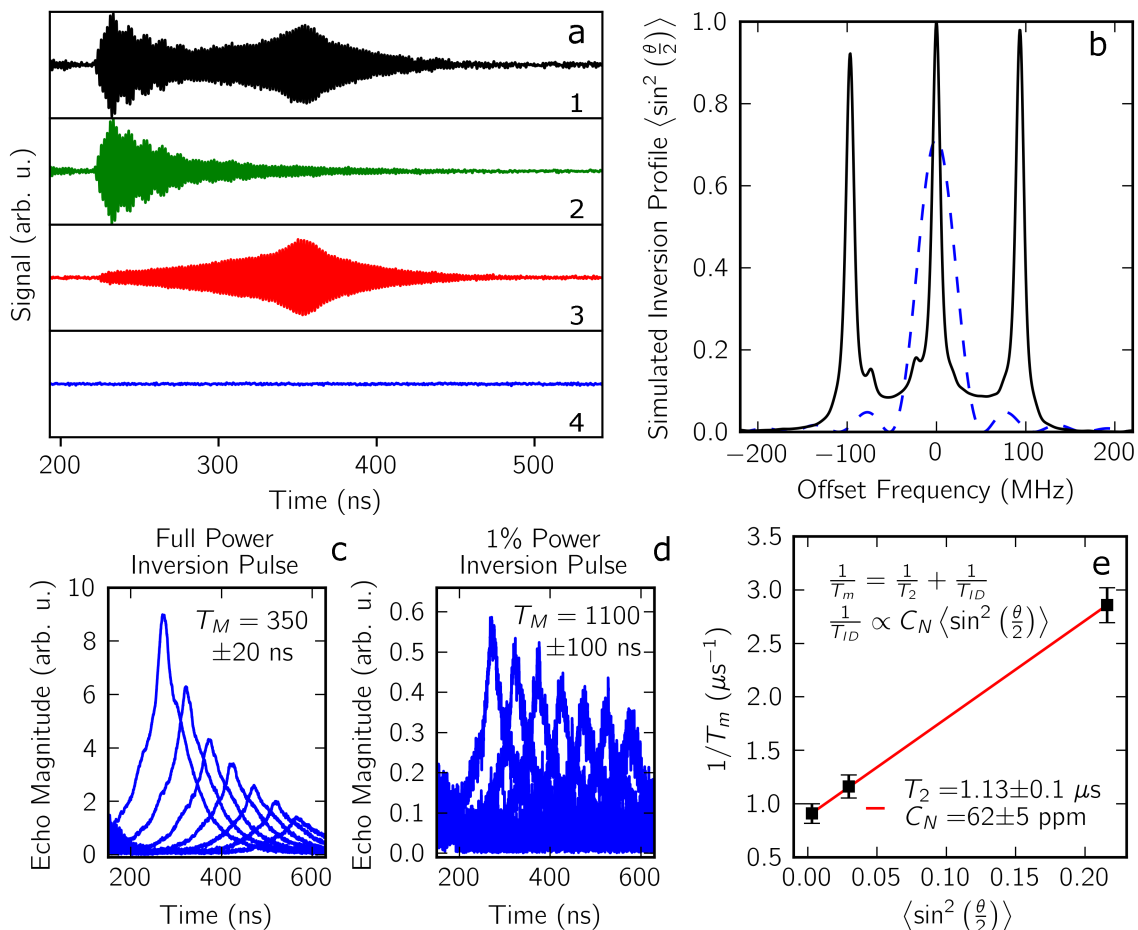 a
1
2
3
4
Signal (arb. u.)
200 300 400 500
Time (ns)
b
Simulated Inversion Profile ⟨sin² (θ/2)⟩
1.0
0.8
0.6
0.4
0.2
0.0
−200 −100 0 100 200
Offset Frequency (MHz)
Full Power
Inversion Pulse
c
T_M = 350
±20 ns
Echo Magnitude (arb. u.)
10
8
6
4
2
0
200 400 600
Time (ns)
1% Power
Inversion Pulse
d
T_M = 1100
±100 ns
Echo Magnitude (arb. u.)
0.6
0.5
0.4
0.3
0.2
0.1
0.0
200 400 600
Time (ns)
e
1/T_m = 1/T_2 + 1/T_ID
1/T_ID ∝ C_N ⟨sin² (θ/2)⟩
1/T_m (μs⁻¹)
3.5
3.0
2.5
2.0
1.5
1.0
0.5
T_2 =1.13±0.1 μs
C_N =62±5 ppm
0.00 0.05 0.10 0.15 0.20
⟨sin² (θ/2)⟩